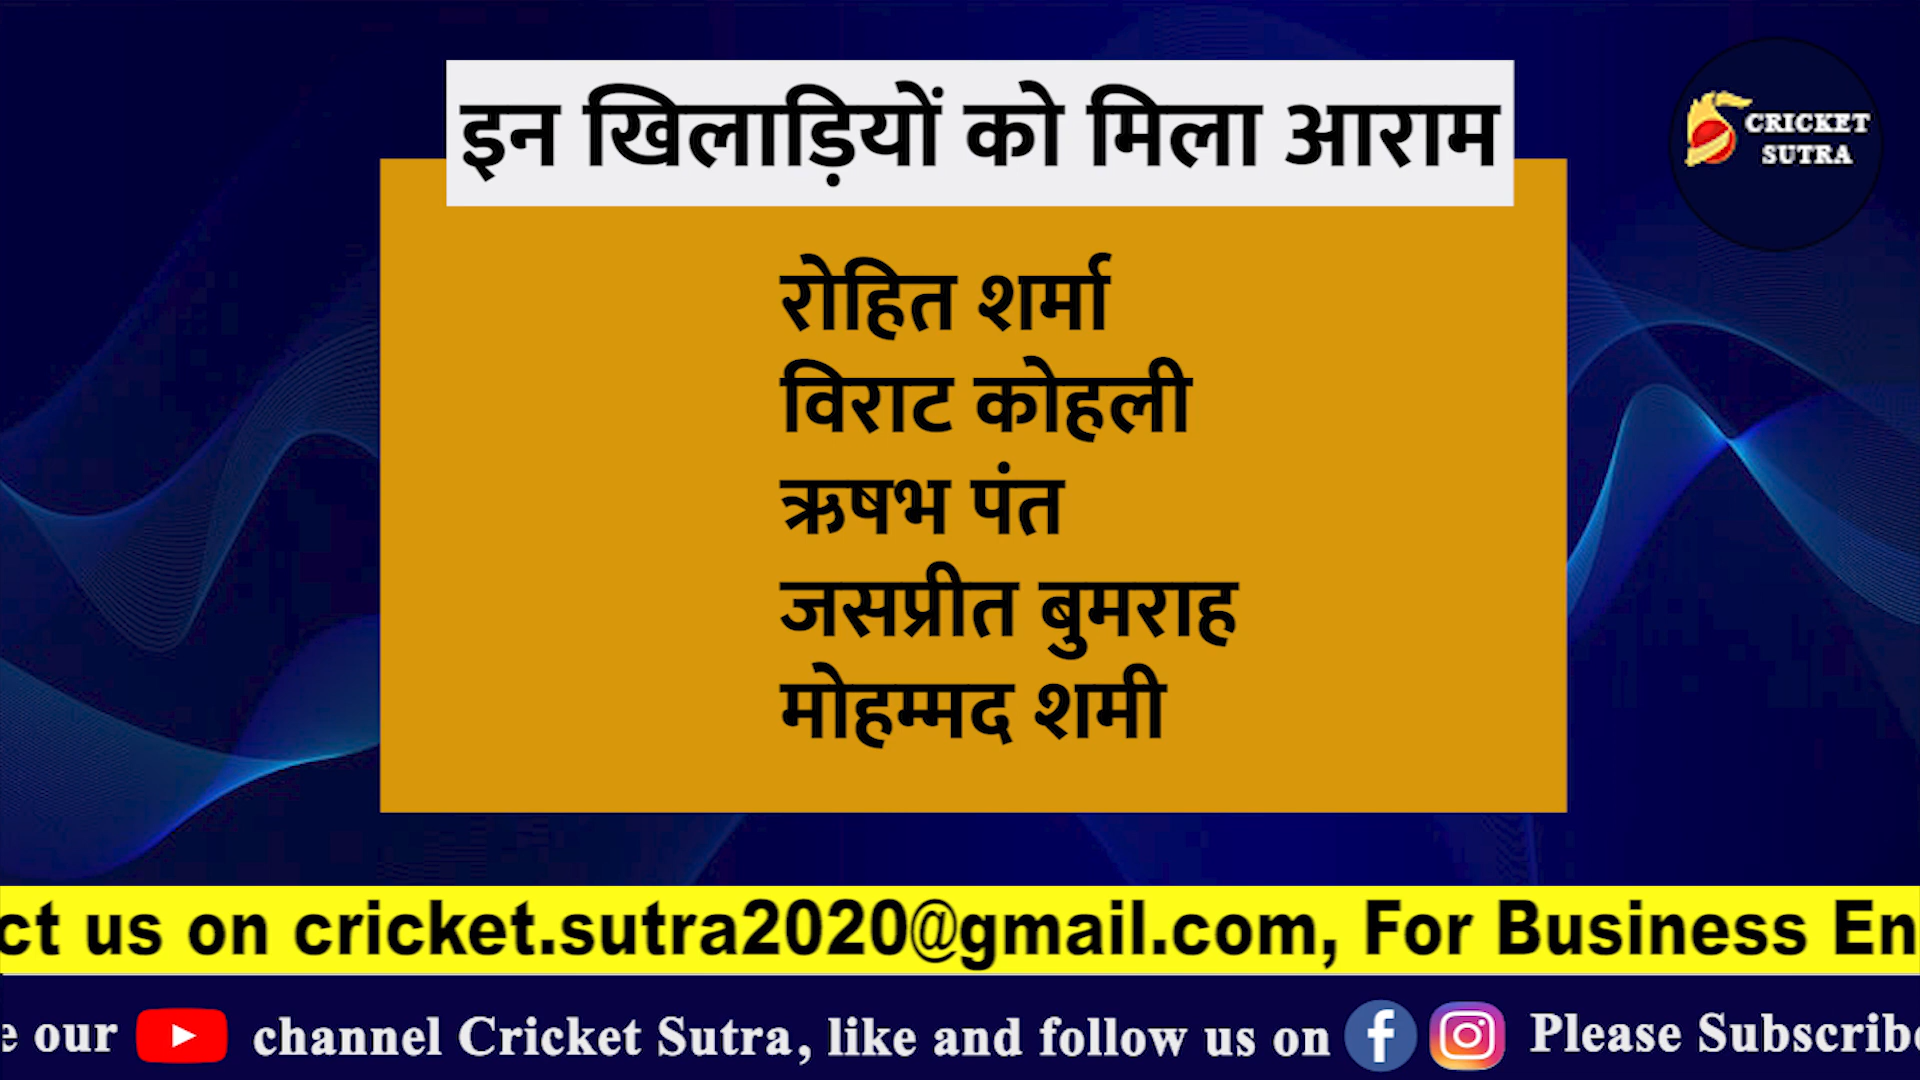 इन खिलाड़ियों को मिला आराम
CRICKET
SUTRA
रोहित शर्मा
विराट कोहली
ऋषभ पंत
जसप्रीत बुमराह
मोहम्मद शमी
ct us on cricket.sutra2020@gmail.com, For Business En
e our channel Cricket Sutra, like and follow us on Please Subscribe